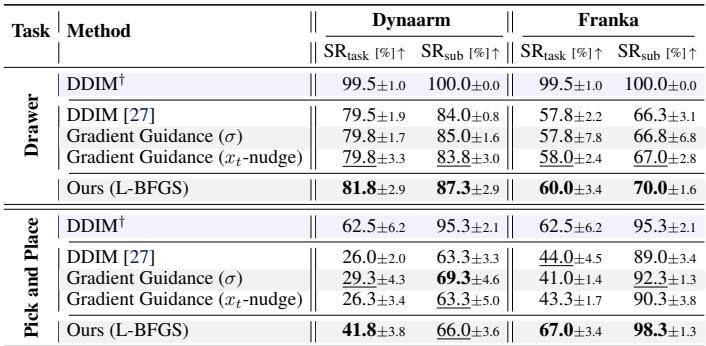 Task Method Dynaarm Franka
SR_task [%]↑ SR_sub [%]↑ SR_task [%]↑ SR_sub [%]↑
Drawer
DDIM† 99.5±1.0 100.0±0.0 99.5±1.0 100.0±0.0
DDIM [27] 79.5±1.9 84.0±0.8 57.8±2.2 66.3±3.1
Gradient Guidance (σ) 79.8±1.7 85.0±1.6 57.8±7.8 66.8±6.8
Gradient Guidance (x_t-nudge) 79.8±3.3 83.8±3.0 58.0±2.4 67.0±2.8
Ours (L-BFGS) 81.8±2.9 87.3±2.9 60.0±3.4 70.0±1.6
Pick and Place
DDIM† 62.5±6.2 95.3±2.1 62.5±6.2 95.3±2.1
DDIM [27] 26.0±2.0 63.3±3.3 44.0±4.5 89.0±3.4
Gradient Guidance (σ) 29.3±4.3 69.3±4.6 41.0±1.4 92.3±1.3
Gradient Guidance (x_t-nudge) 26.3±3.4 63.3±5.0 43.3±1.7 90.3±3.8
Ours (L-BFGS) 41.8±3.8 66.0±3.6 67.0±3.4 98.3±1.3